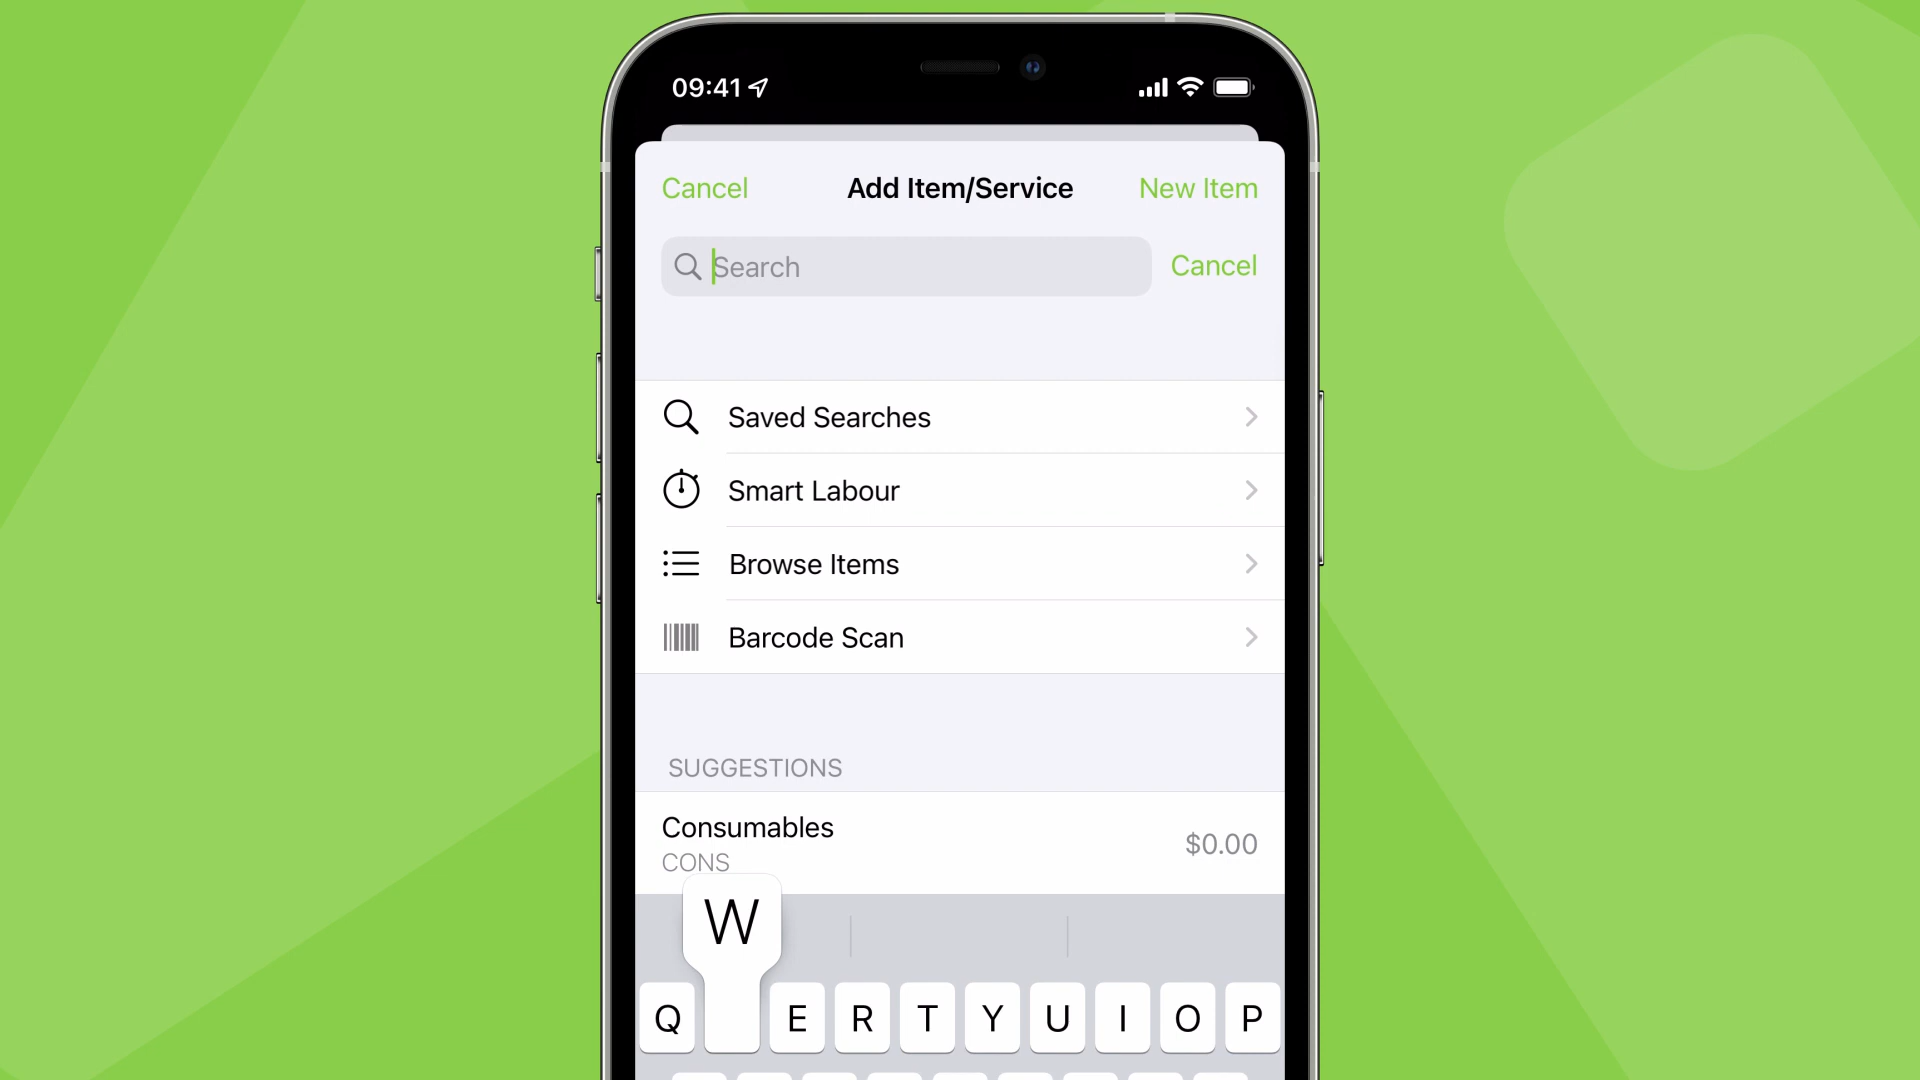 09:41
Cancel Add Item/Service New Item
Search Cancel
Saved Searches
Smart Labour
Browse Items
Barcode Scan
SUGGESTIONS
Consumables
CONS
$0.00
W
Q E R T Y U I O P